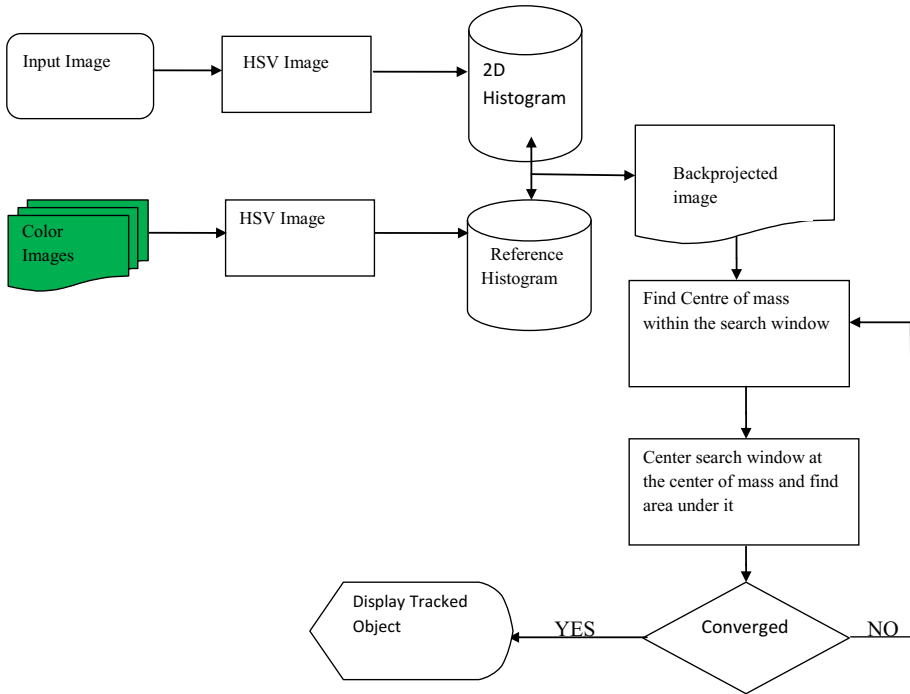 Input Image
HSV Image
2D
Histogram
Color
Images
HSV Image
Reference
Histogram
Backprojected
image
Find Centre of mass
within the search window
Center search window at
the center of mass and find
area under it
Converged
YES
NO
Display Tracked
Object